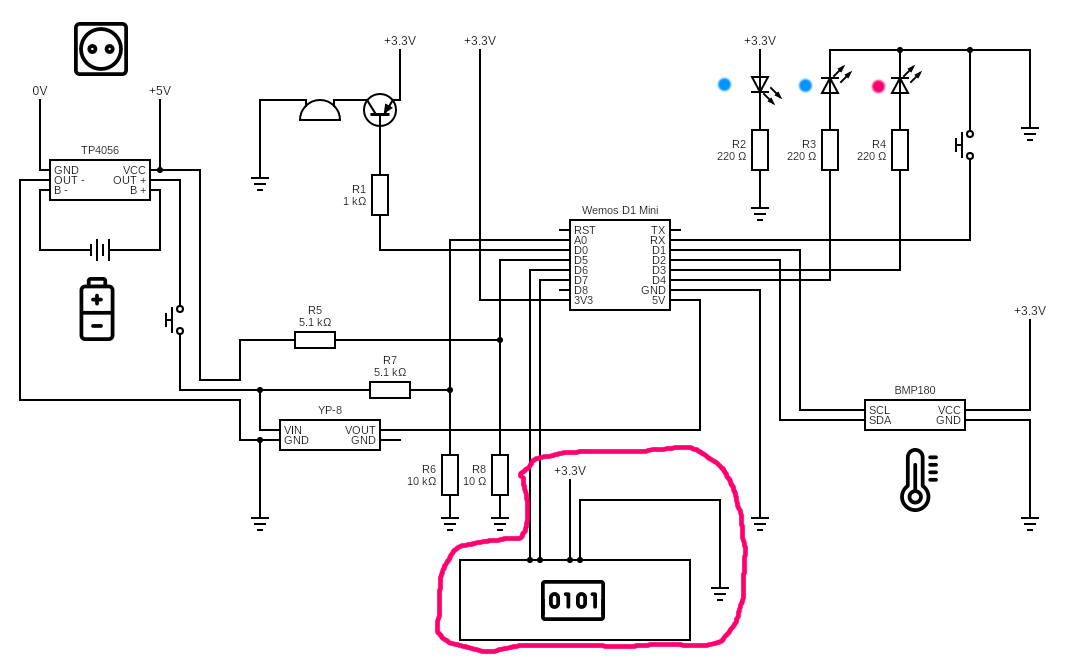 +3.3V
+3.3V
+3.3V
0V
+5V
TP4056
GND VCC
OUT - OUT +
B - B +
R1
1 kΩ
R2
220 Ω
R3
220 Ω
R4
220 Ω
Wemos D1 Mini
RST TX
A0 RX
D0 D1
D5 D2
D6 D3
D7 D4
D8 GND
3V3 5V
R5
5.1 kΩ
+3.3V
R7
5.1 kΩ
YP-8
VIN VOUT
GND GND
BMP180
SCL VCC
SDA GND
R6
10 kΩ
R8
10 Ω
+3.3V
0101